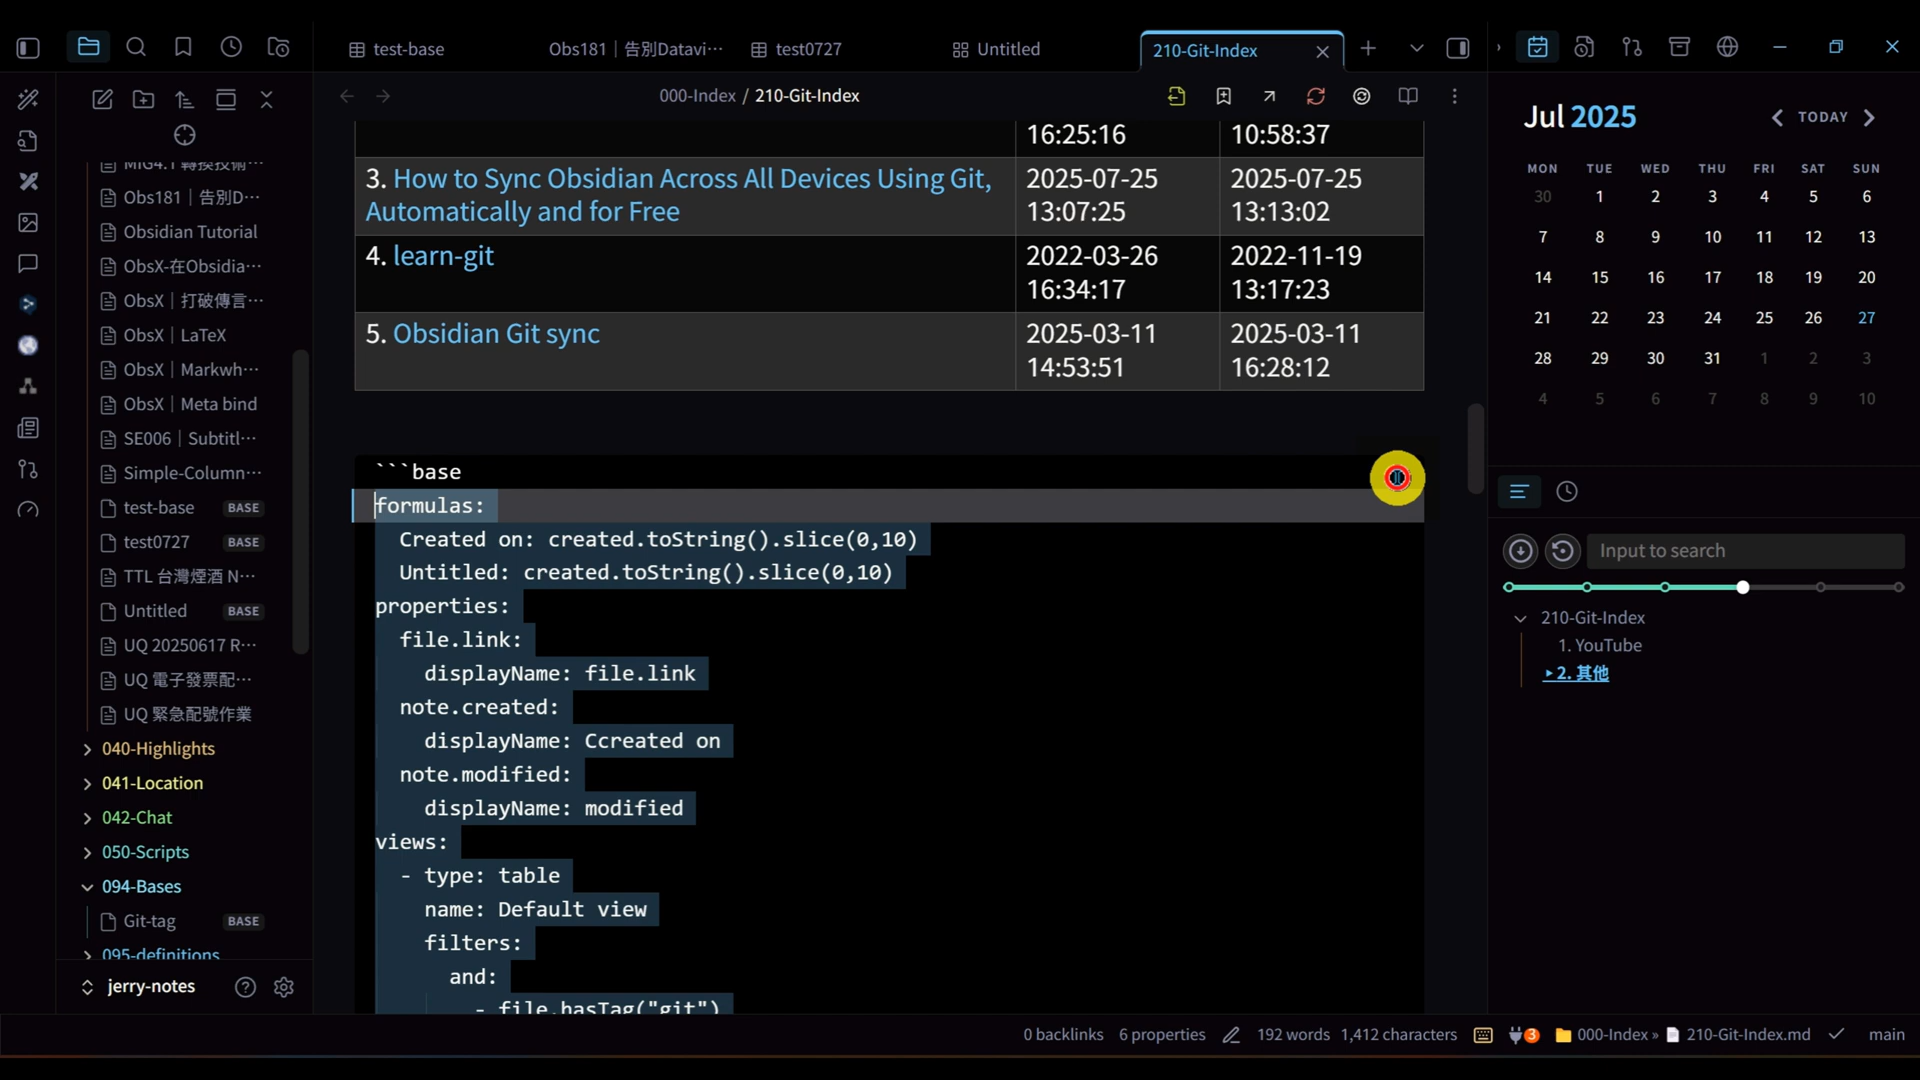 test-base
Obs181｜告別Datavi···
test0727
Untitled
210-Git-Index
000-Index / 210-Git-Index
MIG4.1 轉換技術···
Obs181｜告別D···
Obsidian Tutorial
ObsX-在Obsidia···
ObsX｜打破傳言···
ObsX｜LaTeX
ObsX｜Markwh···
ObsX｜Meta bind
SE006｜Subtitl···
Simple-Column···
test-base BASE
test0727 BASE
TTL 台灣煙酒 N···
Untitled BASE
UQ 20250617 R···
UQ 電子發票配···
UQ 緊急配號作業
040-Highlights
041-Location
042-Chat
050-Scripts
094-Bases
Git-tag BASE
095-definitions
jerry-notes
16:25:16 10:58:37
3. How to Sync Obsidian Across All Devices Using Git, Automatically and for Free 2025-07-25 13:07:25 2025-07-25 13:13:02
4. learn-git 2022-03-26 16:34:17 2022-11-19 13:17:23
5. Obsidian Git sync 2025-03-11 14:53:51 2025-03-11 16:28:12
```base
formulas:
  Created on: created.toString().slice(0,10)
  Untitled: created.toString().slice(0,10)
properties:
  file.link:
    displayName: file.link
  note.created:
    displayName: Ccreated on
  note.modified:
    displayName: modified
views:
  - type: table
    name: Default view
    filters:
      and:
        - file.hasTag("git")
Jul 2025
TODAY
MON TUE WED THU FRI SAT SUN
30 1 2 3 4 5 6
7 8 9 10 11 12 13
14 15 16 17 18 19 20
21 22 23 24 25 26 27
28 29 30 31 1 2 3
4 5 6 7 8 9 10
Input to search
210-Git-Index
1. YouTube
2. 其他
0 backlinks 6 properties 192 words 1,412 characters 3 000-Index » 210-Git-Index.md main